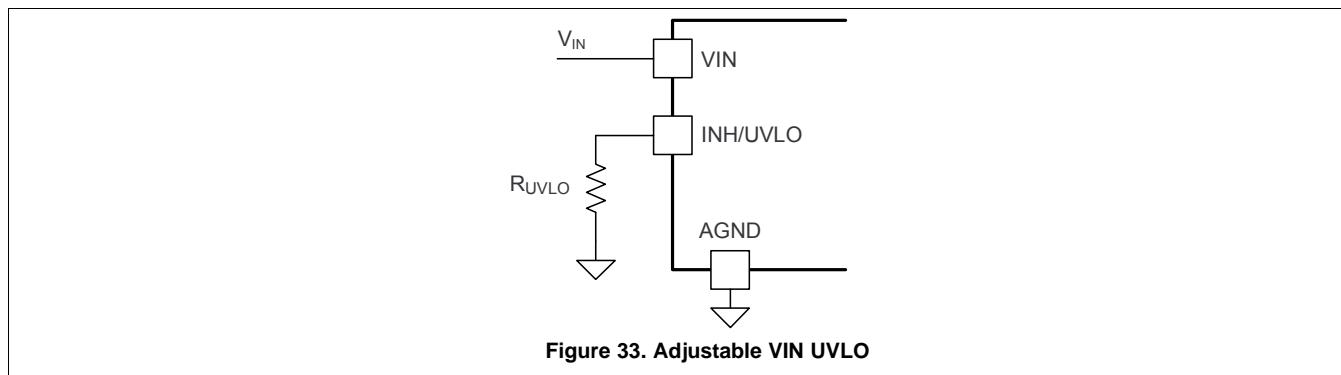 VIN
VIN
INH/UVLO
RUVLO
AGND
Figure 33. Adjustable VIN UVLO